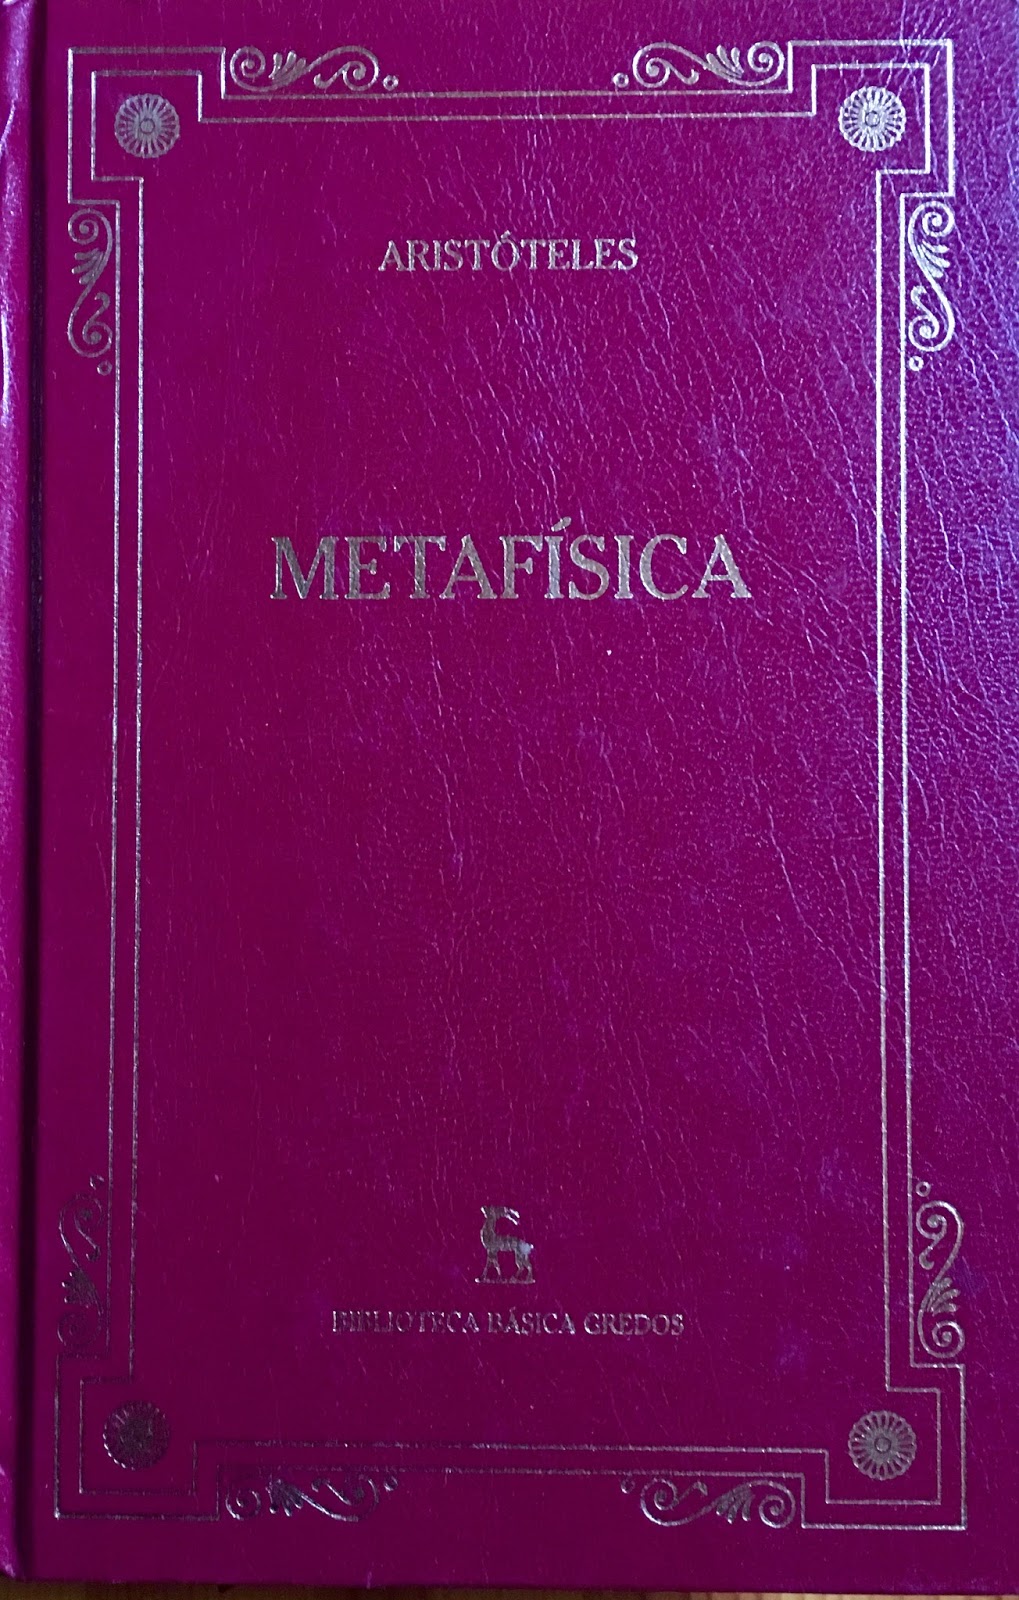 ARISTÓTELES
METAFÍSICA
BIBLIOTECA BÁSICA GREDOS